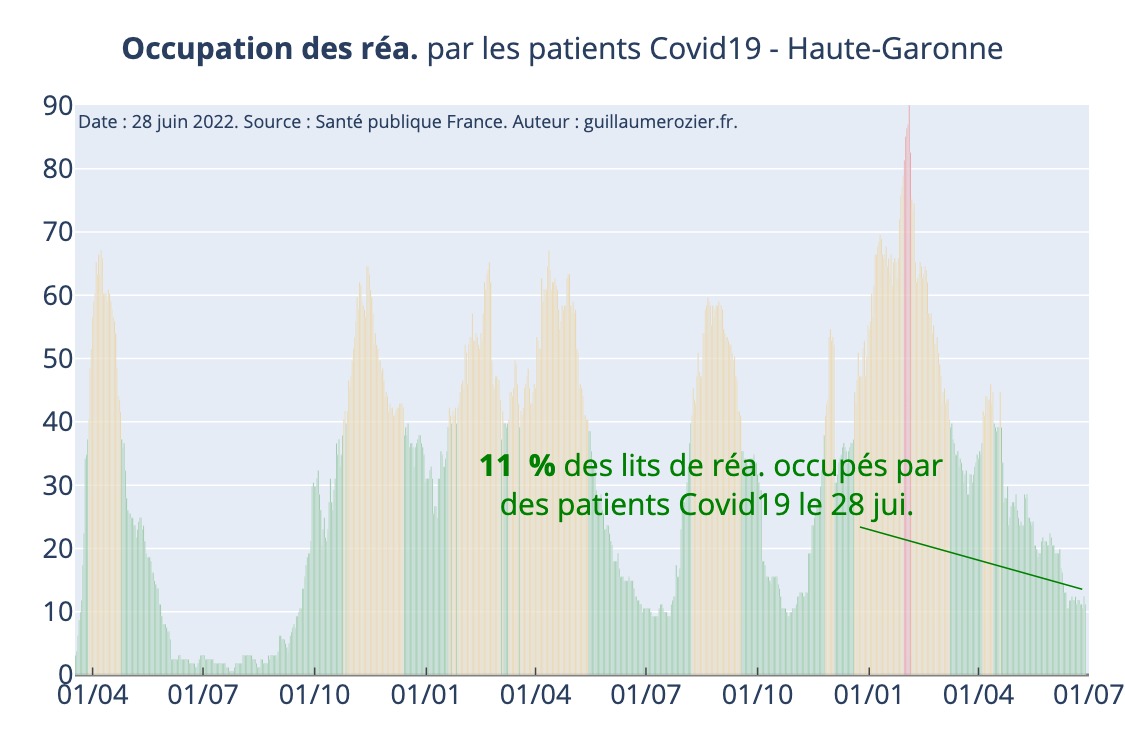 Occupation des réa. par les patients Covid19 - Haute-Garonne
90
Date : 28 juin 2022. Source : Santé publique France. Auteur : guillaumerozier.fr.
80
70
60
50
40
11 % des lits de réa. occupés par
des patients Covid19 le 28 jui.
30
20
10
0
01/04 01/07 01/10 01/01 01/04 01/07 01/10 01/01 01/04 01/07